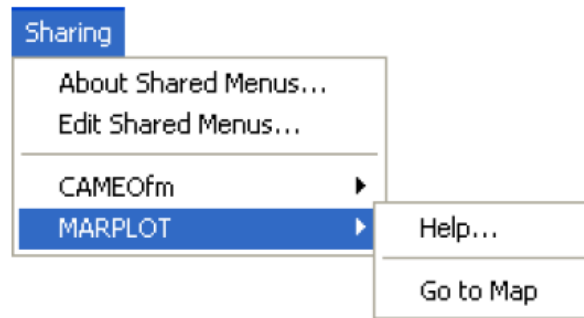 Sharing
About Shared Menus...
Edit Shared Menus...
CAMEOfm
MARPLOT
Help...
Go to Map